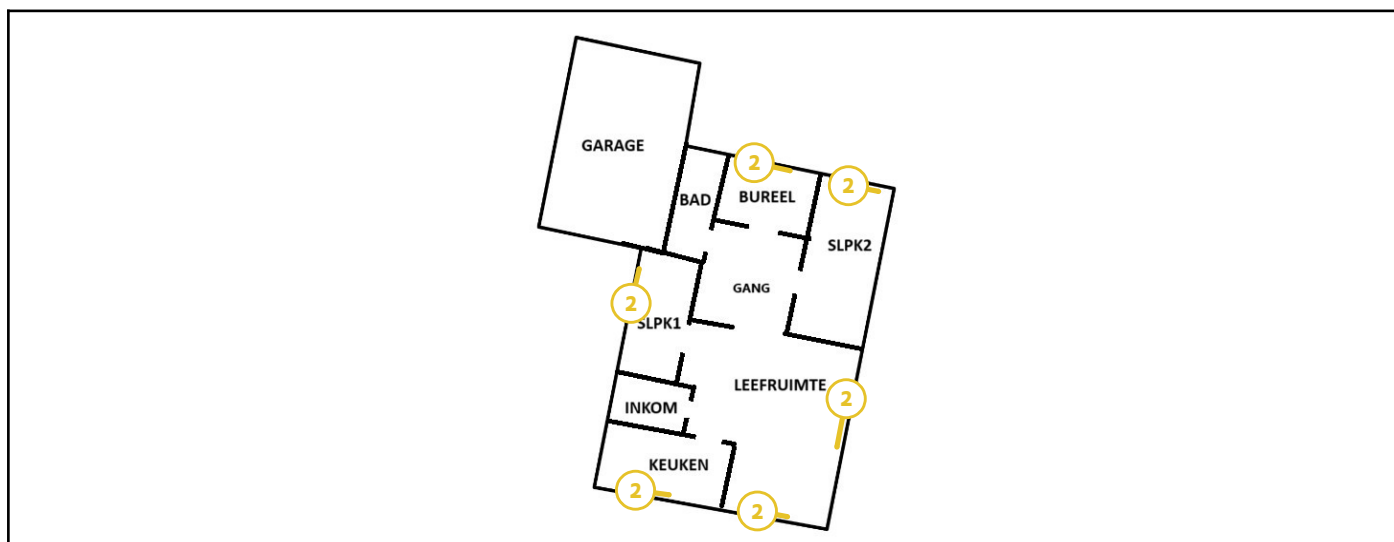 GARAGE
2
BAD
BUREEL
2
SLPK2
GANG
2
SLPK1
LEEFRUIMTE
2
INKOM
KEUKEN
2
2